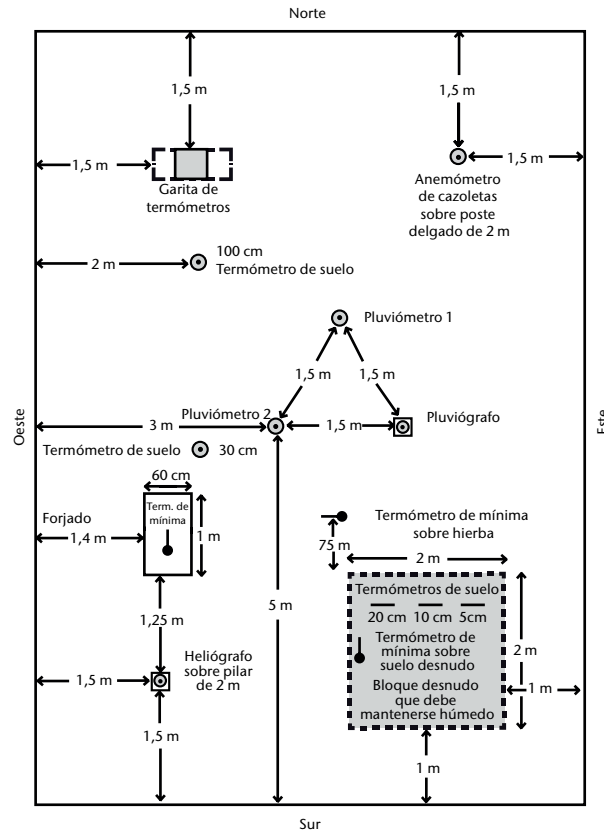 Norte
1,5 m
1,5 m
1,5 m
1,5 m
Garita de
termómetros
Anemómetro
de cazoletas
sobre poste
delgado de 2 m
2 m
100 cm
Termómetro de suelo
Pluviómetro 1
1,5 m
1,5 m
Oeste
Este
3 m
Pluviómetro 2
1,5 m
Pluviógrafo
Termómetro de suelo
30 cm
60 cm
Forjado
1,4 m
Term. de
mínima
1 m
Termómetro de mínima
sobre hierba
75 m
2 m
5 m
1,25 m
Termómetros de suelo
20 cm 10 cm 5cm
Termómetro de
mínima sobre
suelo desnudo
Bloque desnudo
que debe
mantenerse húmedo
2 m
1 m
1,5 m
Heliógrafo
sobre pilar
de 2 m
1,5 m
1 m
Sur